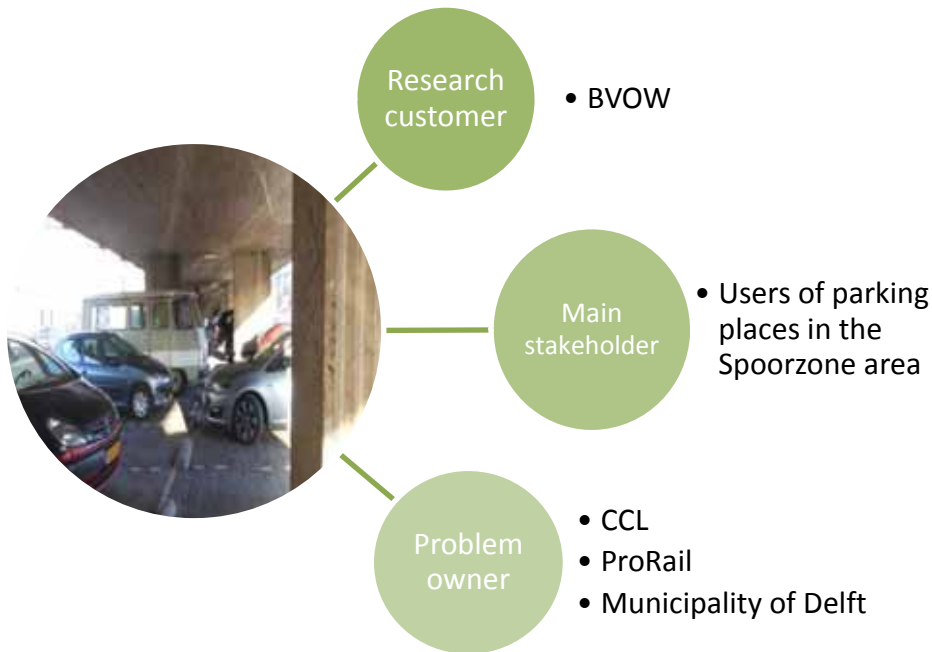 Research
customer
• BVOW
Main
stakeholder
• Users of parking
places in the
Spoorzone area
Problem
owner
• CCL
• ProRail
• Municipality of Delft